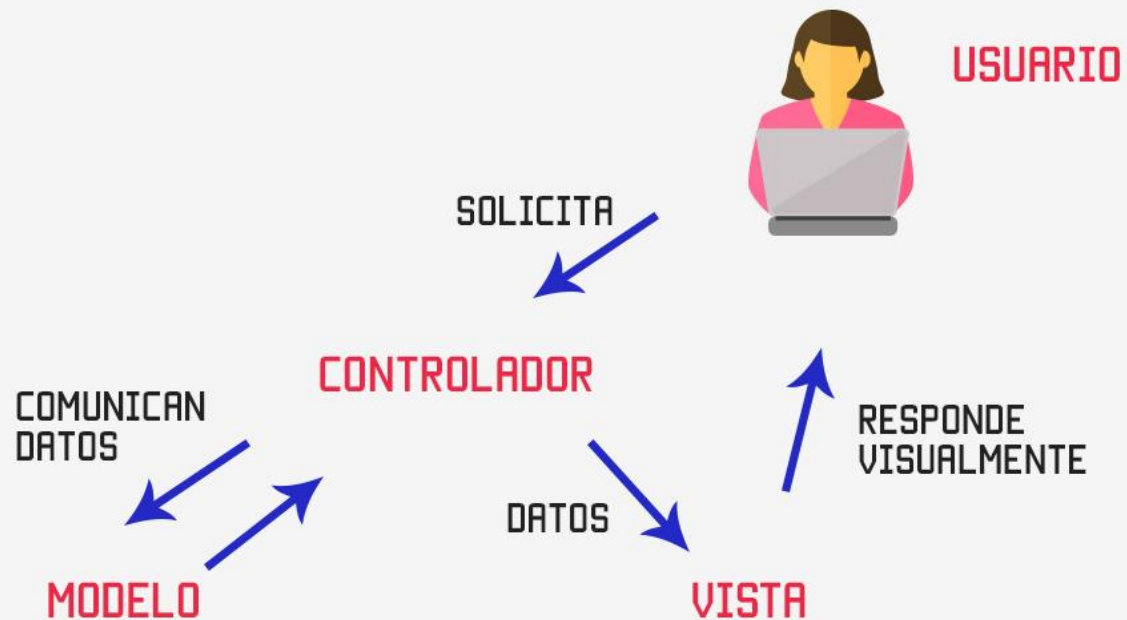 USUARIO
SOLICITA
CONTROLADOR
COMUNICAN
DATOS
RESPONDE
VISUALMENTE
DATOS
MODELO
VISTA